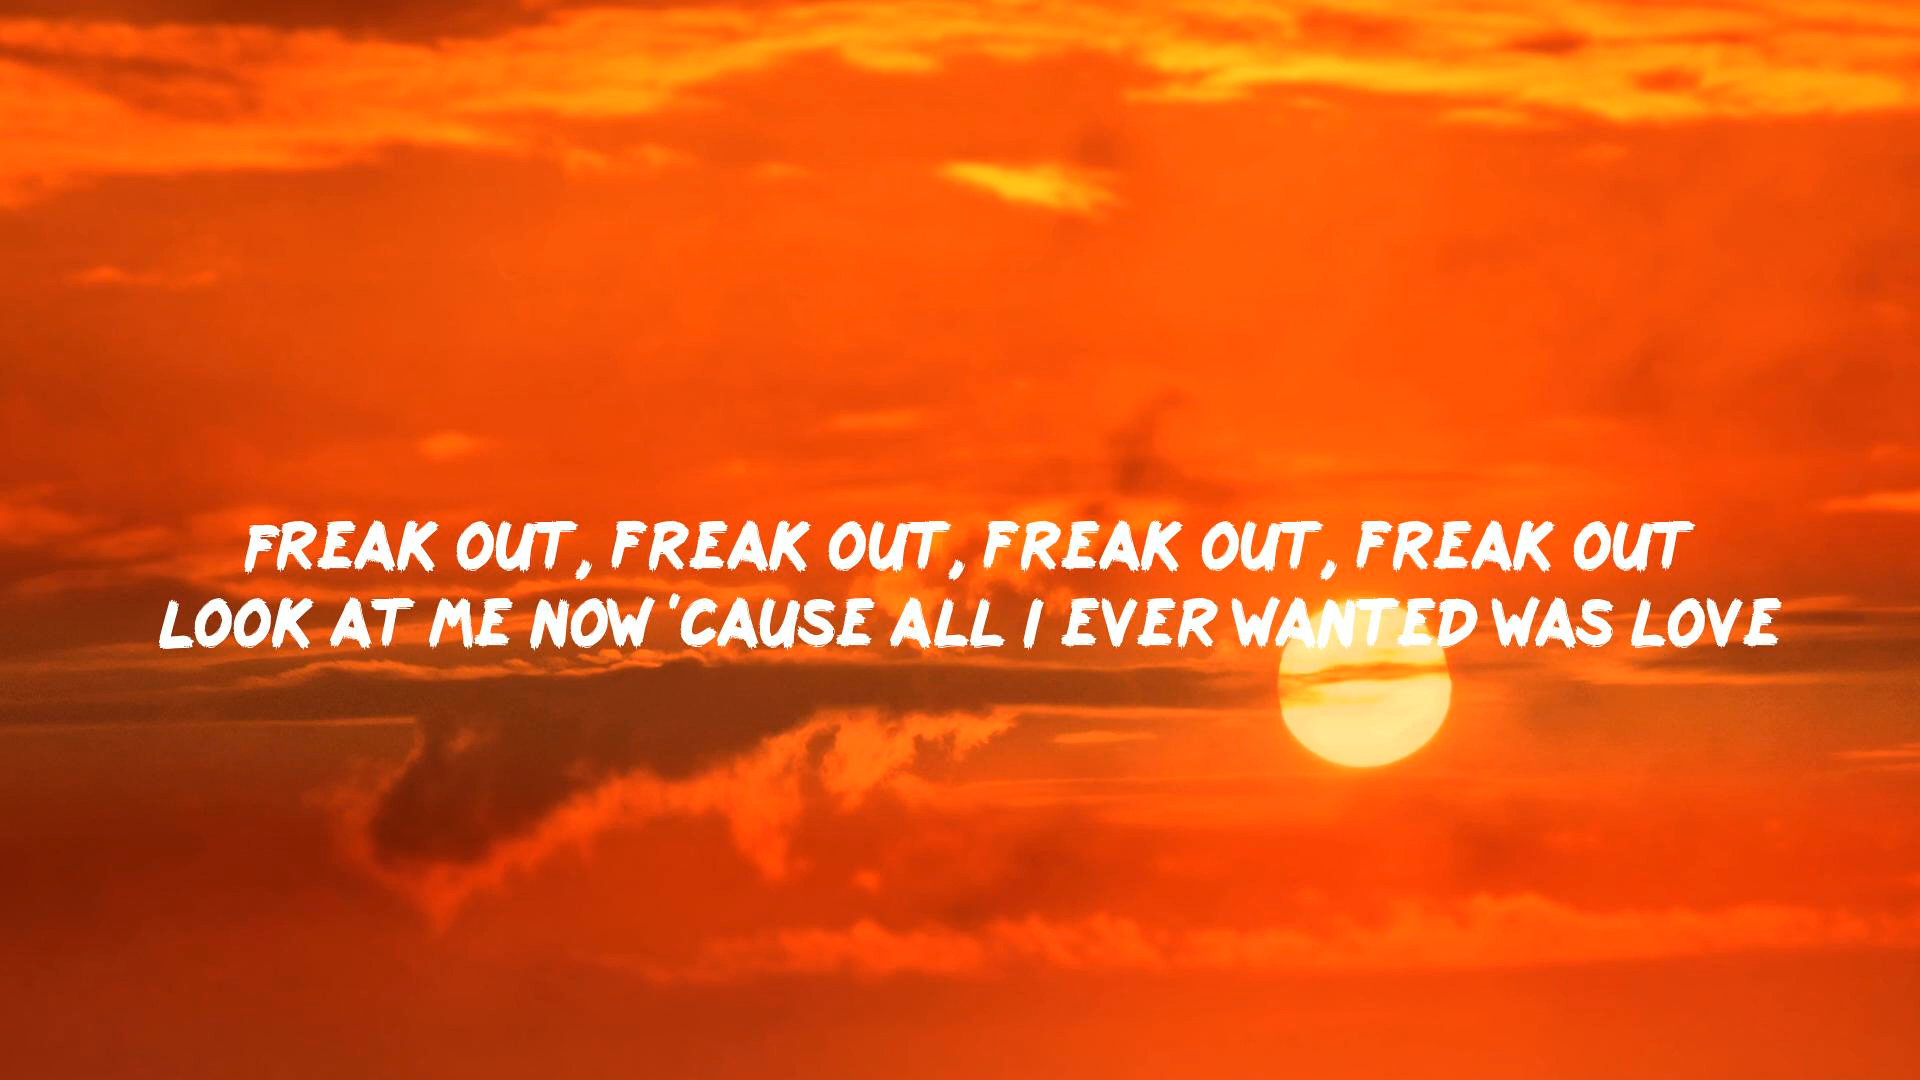 FREAK OUT, FREAK OUT, FREAK OUT, FREAK OUT
LOOK AT ME NOW 'CAUSE ALL I EVER WANTED WAS LOVE